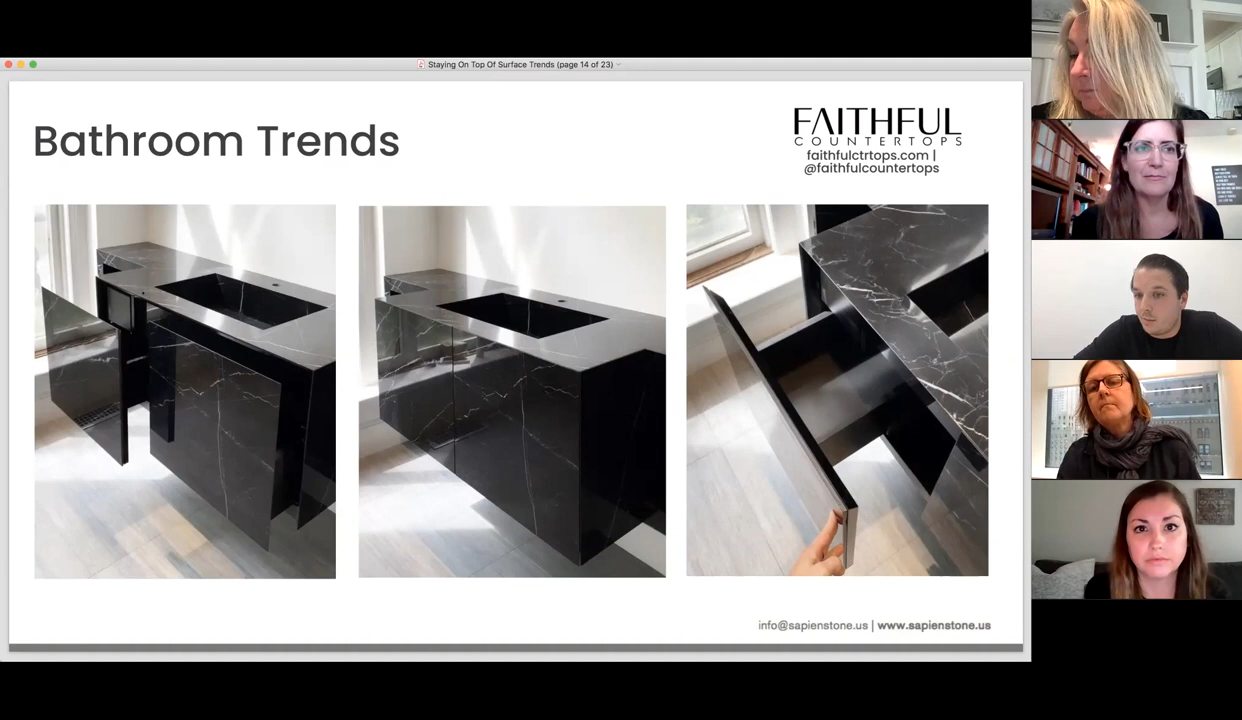 Staying On Top Of Surface Trends (page 14 of 23)
Bathroom Trends
FAITHFUL
COUNTERTOPS
faithfulctrtops.com |
@faithfulcountertops
info@sapienstone.us | www.sapienstone.us